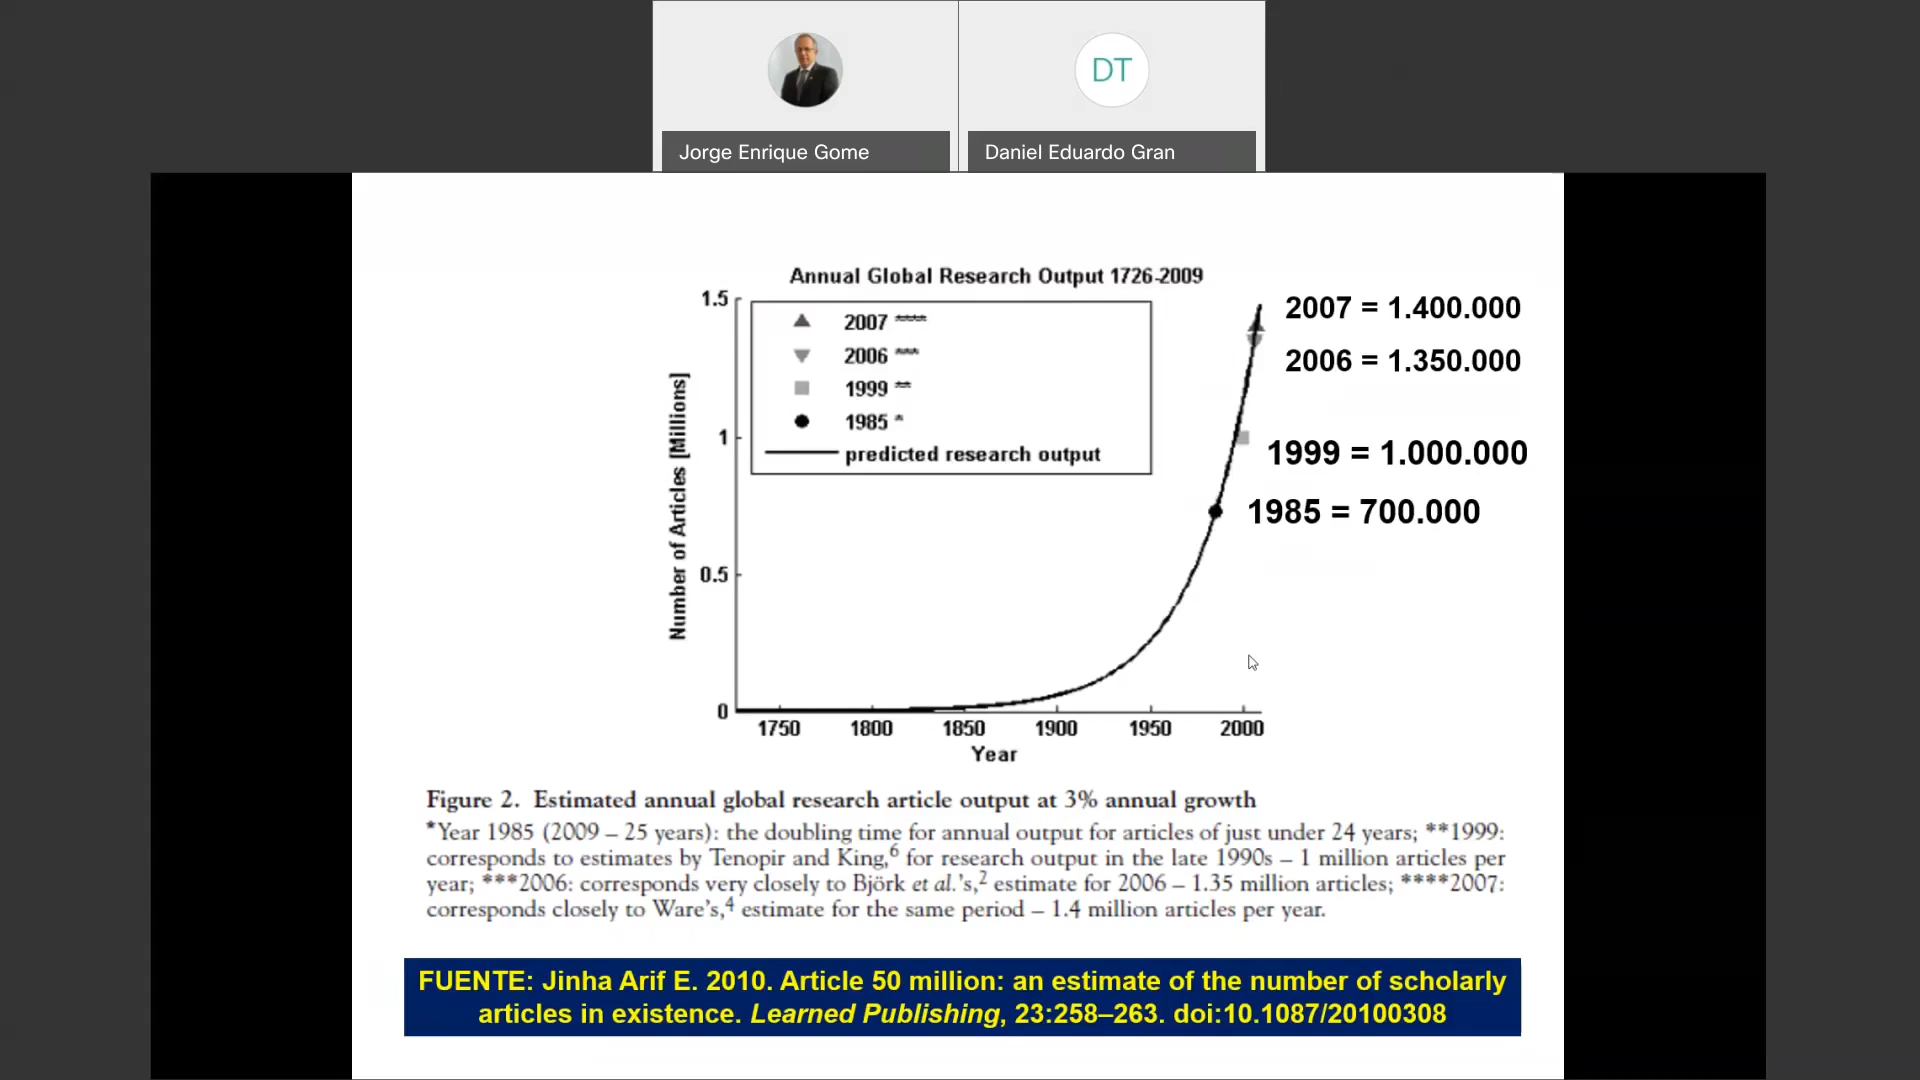 DT
Jorge Enrique Gome
Daniel Eduardo Gran
Annual Global Research Output 1726-2009
1.5
2007 ****
2006 ***
1999 **
1985 *
predicted research output
1
0.5
0
Number of Articles [Millions]
1750 1800 1850 1900 1950 2000
Year
2007 = 1.400.000
2006 = 1.350.000
1999 = 1.000.000
1985 = 700.000
Figure 2. Estimated annual global research article output at 3% annual growth
*Year 1985 (2009 – 25 years): the doubling time for annual output for articles of just under 24 years; **1999:
corresponds to estimates by Tenopir and King,6 for research output in the late 1990s – 1 million articles per
year; ***2006: corresponds very closely to Björk et al.'s,2 estimate for 2006 – 1.35 million articles; ****2007:
corresponds closely to Ware's,4 estimate for the same period – 1.4 million articles per year.
FUENTE: Jinha Arif E. 2010. Article 50 million: an estimate of the number of scholarly
articles in existence. Learned Publishing, 23:258–263. doi:10.1087/20100308